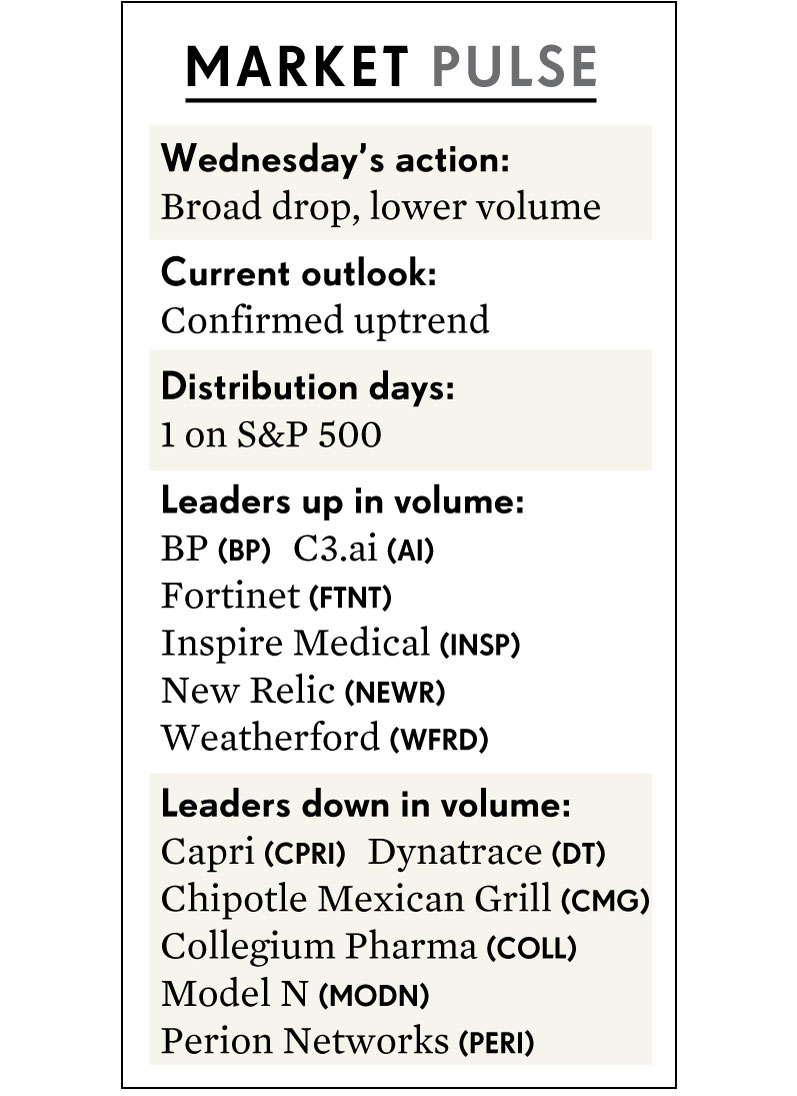 MARKET PULSE
Wednesday’s action:
Broad drop, lower volume
Current outlook:
Confirmed uptrend
Distribution days:
1 on S&P 500
Leaders up in volume:
BP (BP) C3.ai (AI)
Fortinet (FTNT)
Inspire Medical (INSP)
New Relic (NEWR)
Weatherford (WFRD)
Leaders down in volume:
Capri (CPRI) Dynatrace (DT)
Chipotle Mexican Grill (CMG)
Collegium Pharma (COLL)
Model N (MODN)
Perion Networks (PERI)